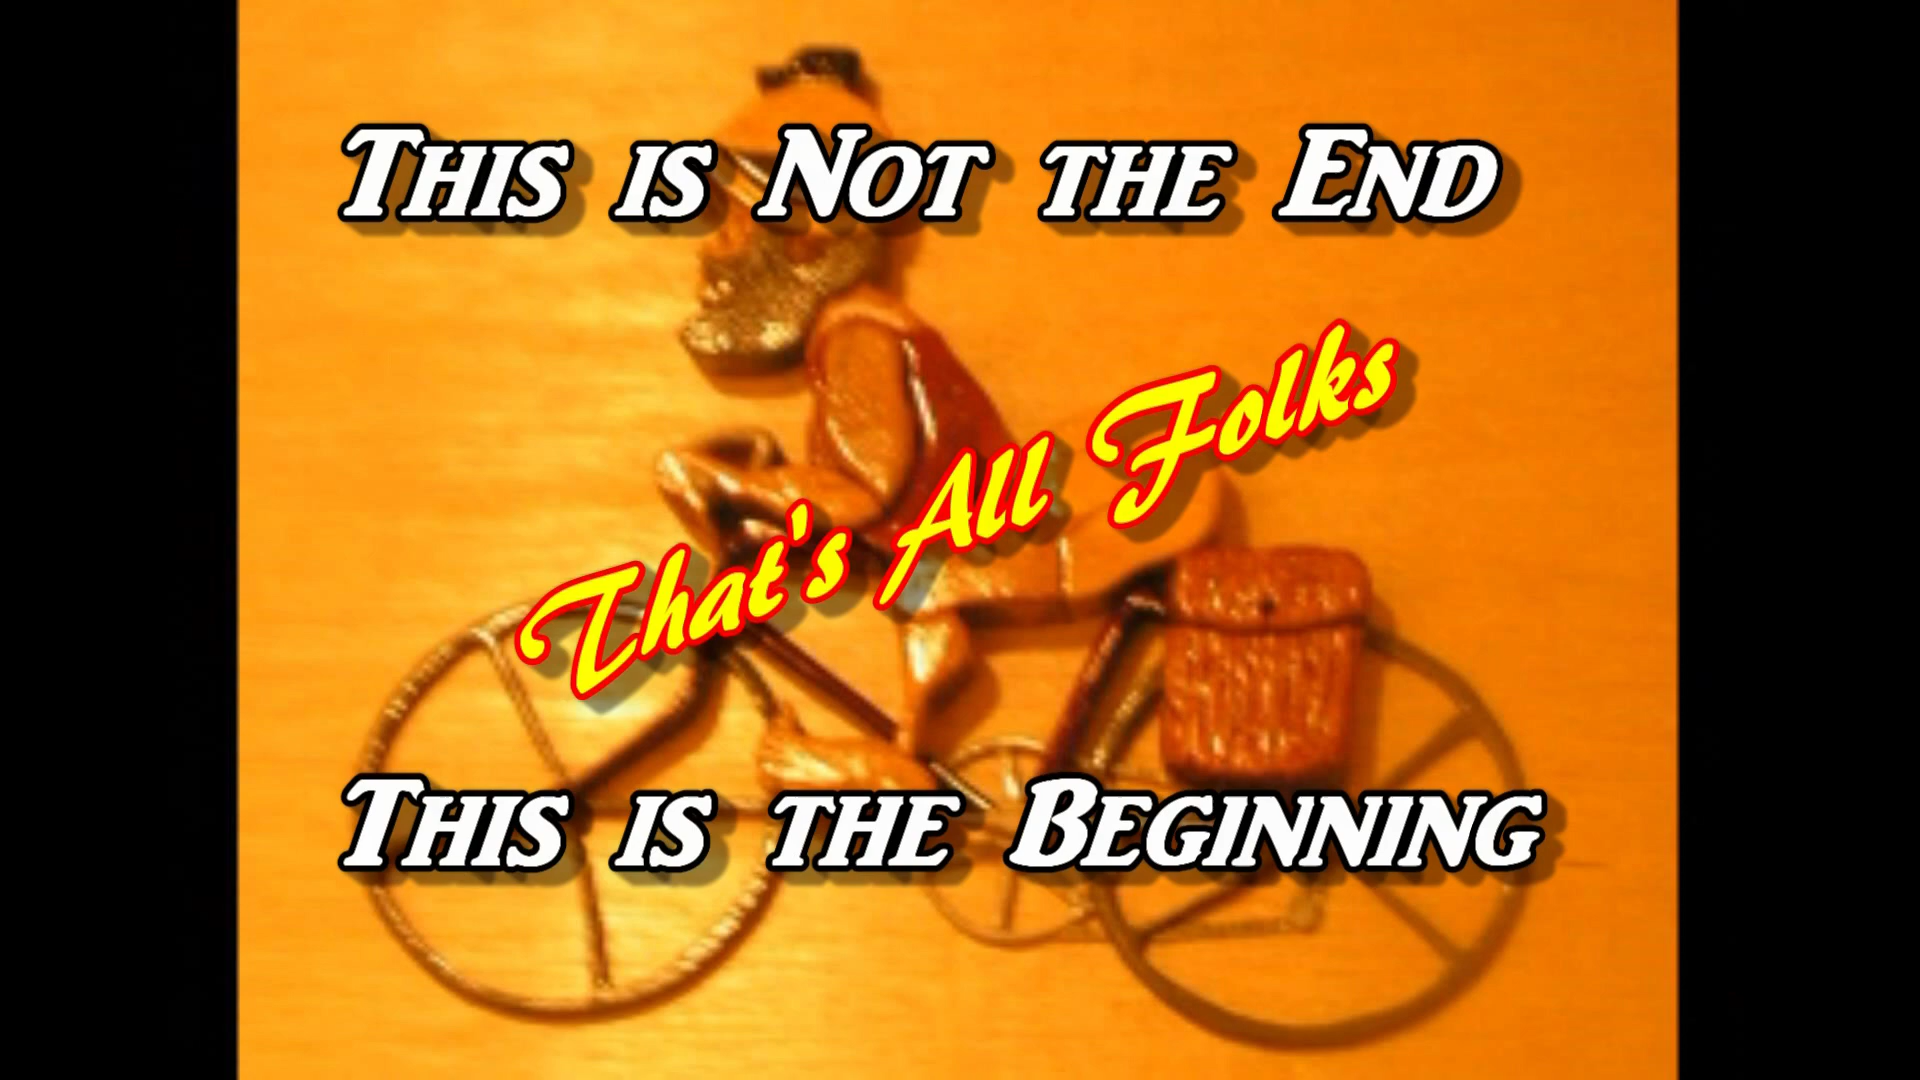 This is Not the End
That's All Folks
This is the Beginning